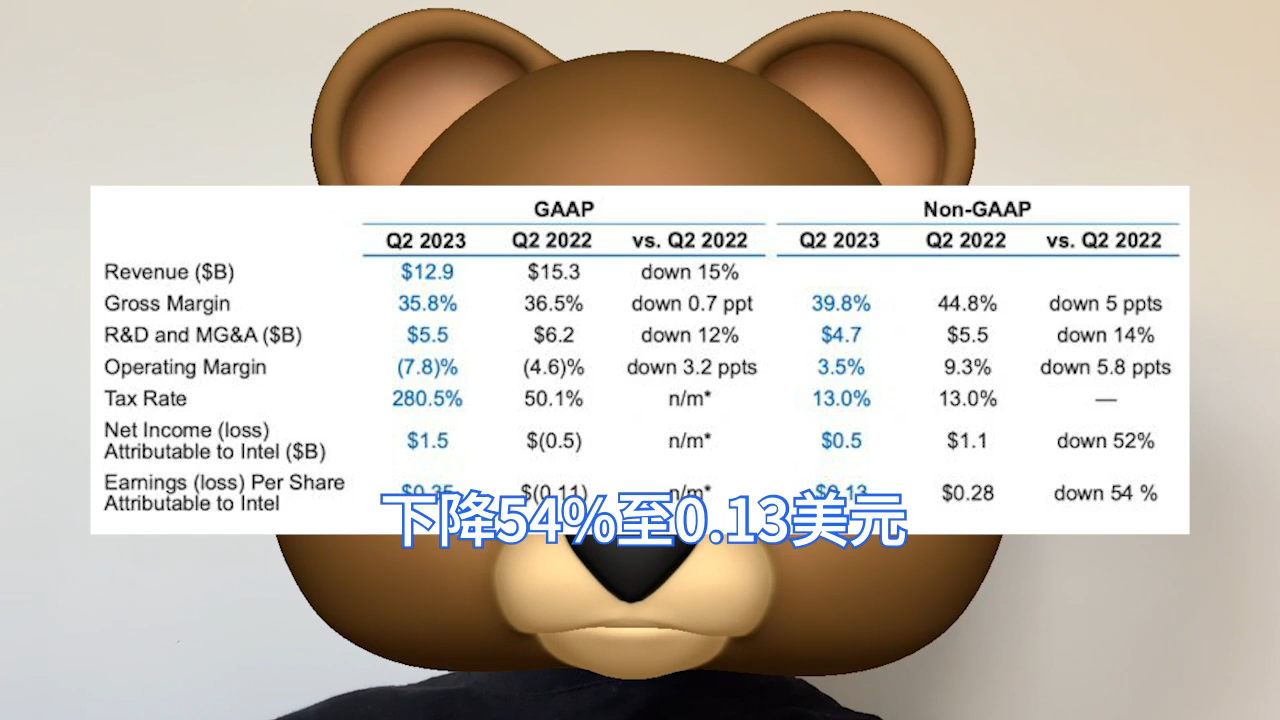 GAAP Non-GAAP
Q2 2023 Q2 2022 vs. Q2 2022 Q2 2023 Q2 2022 vs. Q2 2022
Revenue ($B) $12.9 $15.3 down 15%
Gross Margin 35.8% 36.5% down 0.7 ppt 39.8% 44.8% down 5 ppts
R&D and MG&A ($B) $5.5 $6.2 down 12% $4.7 $5.5 down 14%
Operating Margin (7.8)% (4.6)% down 3.2 ppts 3.5% 9.3% down 5.8 ppts
Tax Rate 280.5% 50.1% n/m* 13.0% 13.0% —
Net Income (loss)
Attributable to Intel ($B) $1.5 $(0.5) n/m* $0.5 $1.1 down 52%
Earnings (loss) Per Share
Attributable to Intel $0.35 $(0.11) n/m* $0.13 $0.28 down 54 %
下降54%至0.13美元